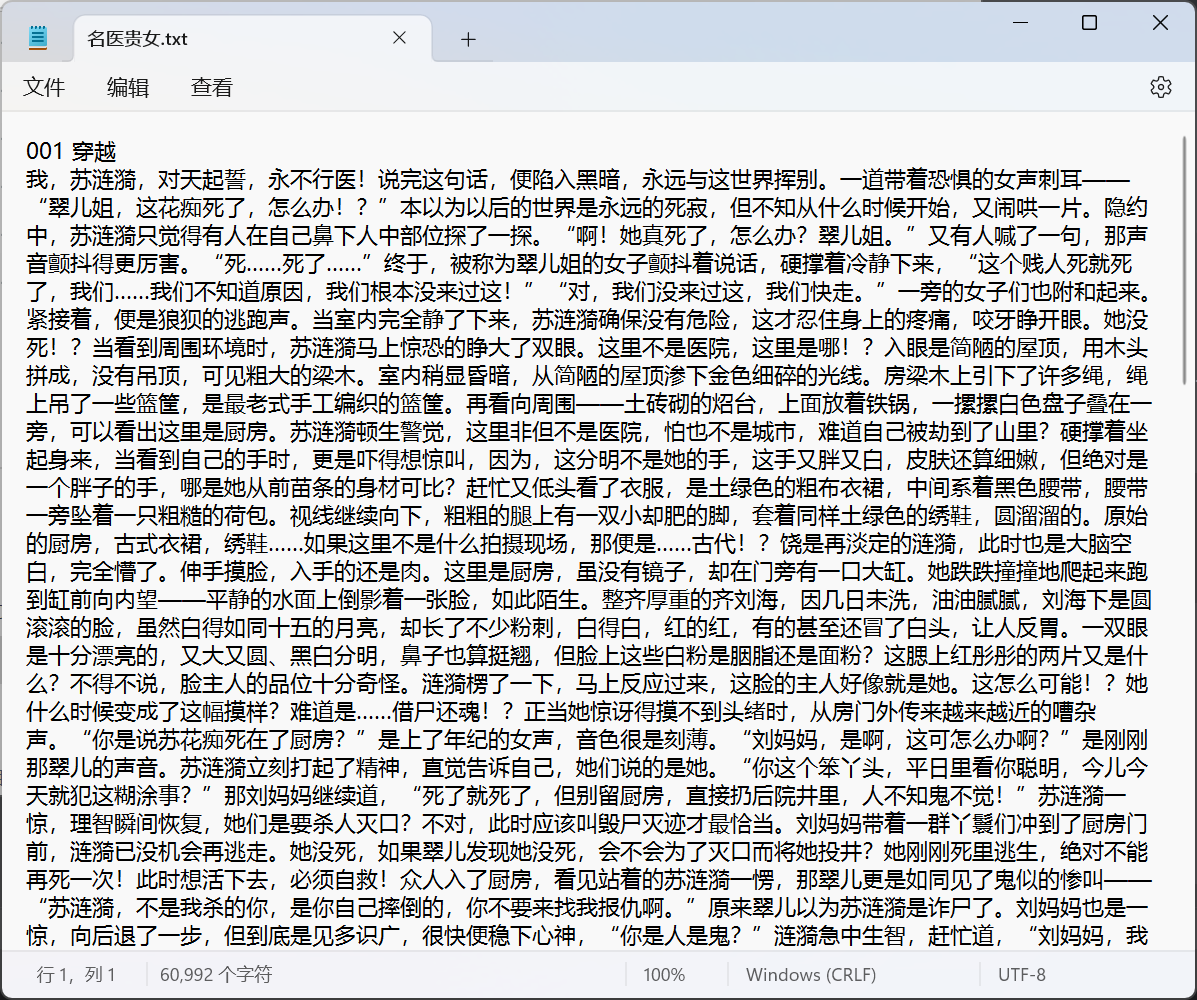 名医贵女.txt
文件 编辑 查看
001 穿越
我，苏涟漪，对天起誓，永不行医！说完这句话，便陷入黑暗，永远与这世界挥别。一道带着恐惧的女声刺耳——
“翠儿姐，这花痴死了，怎么办！？”本以为以后的世界是永远的死寂，但不知从什么时候开始，又闹哄一片。隐约
中，苏涟漪只觉得有人在自己鼻下人中部位探了一探。“啊！她真死了，怎么办？翠儿姐。”又有人喊了一句，那声
音颤抖得更厉害。“死……死了……”终于，被称为翠儿姐的女子颤抖着说话，硬撑着冷静下来，“这个贱人死就死
了，我们……我们不知道原因，我们根本没来过这！”“对，我们没来过这，我们快走。”一旁的女子们也附和起来。
紧接着，便是狼狈的逃跑声。当室内完全静了下来，苏涟漪确保没有危险，这才忍住身上的疼痛，咬牙睁开眼。她没
死！？当看到周围环境时，苏涟漪马上惊恐的睁大了双眼。这里不是医院，这里是哪！？入眼是简陋的屋顶，用木头
拼成，没有吊顶，可见粗大的梁木。室内稍显昏暗，从简陋的屋顶渗下金色细碎的光线。房梁木上引下了许多绳，绳
上吊了一些篮筐，是最老式手工编织的篮筐。再看向周围——土砖砌的炤台，上面放着铁锅，一摞摞白色盘子叠在一
旁，可以看出这里是厨房。苏涟漪顿生警觉，这里非但不是医院，怕也不是城市，难道自己被劫到了山里？硬撑着坐
起身来，当看到自己的手时，更是吓得想惊叫，因为，这分明不是她的手，这手又胖又白，皮肤还算细嫩，但绝对是
一个胖子的手，哪是她从前苗条的身材可比？赶忙又低头看了衣服，是土绿色的粗布衣裙，中间系着黑色腰带，腰带
一旁坠着一只粗糙的荷包。视线继续向下，粗粗的腿上有一双小却肥的脚，套着同样土绿色的绣鞋，圆溜溜的。原始
的厨房，古式衣裙，绣鞋……如果这里不是什么拍摄现场，那便是……古代！？饶是再淡定的涟漪，此时也是大脑空
白，完全懵了。伸手摸脸，入手的还是肉。这里是厨房，虽没有镜子，却在门旁有一口大缸。她跌跌撞撞地爬起来跑
到缸前向内望——平静的水面上倒影着一张脸，如此陌生。整齐厚重的齐刘海，因几日未洗，油油腻腻，刘海下是圆
滚滚的脸，虽然白得如同十五的月亮，却长了不少粉刺，白得白，红的红，有的甚至还冒了白头，让人反胃。一双眼
是十分漂亮的，又大又圆、黑白分明，鼻子也算挺翘，但脸上这些白粉是胭脂还是面粉？这腮上红彤彤的两片又是什
么？不得不说，脸主人的品位十分奇怪。涟漪楞了一下，马上反应过来，这脸的主人好像就是她。这怎么可能！？她
什么时候变成了这幅摸样？难道是……借尸还魂！？正当她惊讶得摸不到头绪时，从房门外传来越来越近的嘈杂
声。“你是说苏花痴死在了厨房？”是上了年纪的女声，音色很是刻薄。“刘妈妈，是啊，这可怎么办啊？”是刚刚
那翠儿的声音。苏涟漪立刻打起了精神，直觉告诉自己，她们说的是她。“你这个笨丫头，平日里看你聪明，今儿今
天就犯这糊涂事？”那刘妈妈继续道，“死了就死了，但别留厨房，直接扔后院井里，人不知鬼不觉！”苏涟漪一
惊，理智瞬间恢复，她们是要杀人灭口？不对，此时应该叫毁尸灭迹才最恰当。刘妈妈带着一群丫鬟们冲到了厨房门
前，涟漪已没机会再逃走。她没死，如果翠儿发现她没死，会不会为了灭口而将她投井？她刚刚死里逃生，绝对不能
再死一次！此时想活下去，必须自救！众人入了厨房，看见站着的苏涟漪一愣，那翠儿更是如同见了鬼似的惨叫——
“苏涟漪，不是我杀的你，是你自己摔倒的，你不要来找我报仇啊。”原来翠儿以为苏涟漪是诈尸了。刘妈妈也是一
惊，向后退了一步，但到底是见多识广，很快便稳下心神，“你是人是鬼？”涟漪急中生智，赶忙道，“刘妈妈，我
行 1，列 1 60,992 个字符 100% Windows (CRLF) UTF-8